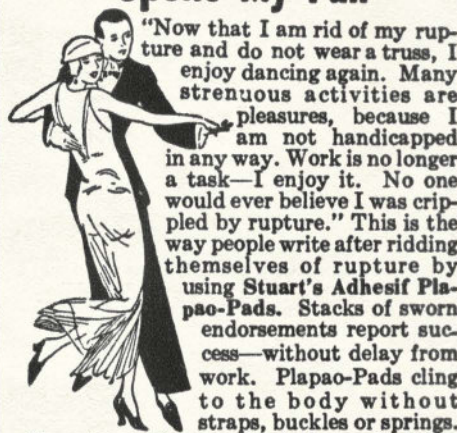 "Now that I am rid of my rup-
ture and do not wear a truss, I
enjoy dancing again. Many
strenuous activities are
pleasures, because I
am not handicapped
in any way. Work is no longer
a task—I enjoy it. No one
would ever believe I was crip-
pled by rupture." This is the
way people write after ridding
themselves of rupture by
using Stuart's Adhesif Pla-
pao-Pads. Stacks of sworn
endorsements report suc-
cess—without delay from
work. Plapao-Pads cling
to the body without
straps, buckles or springs.